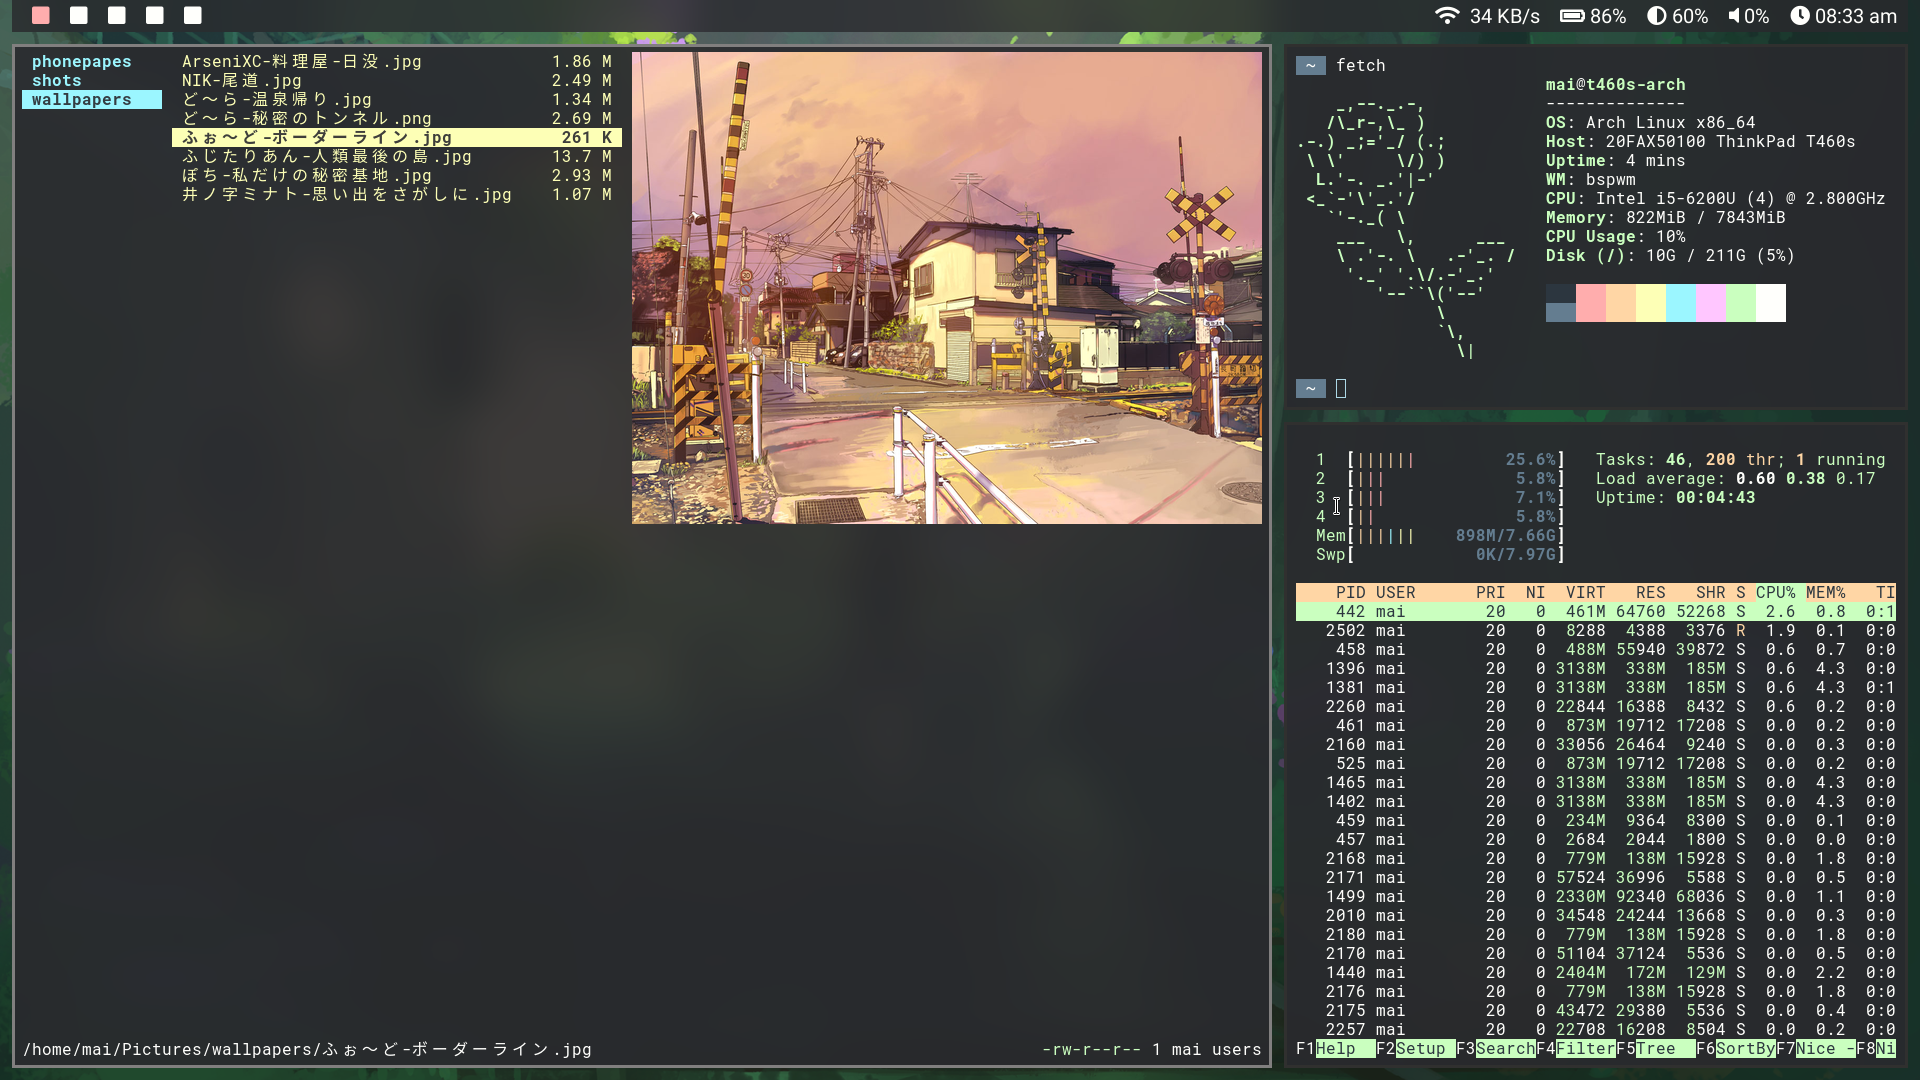 34 KB/s 86% 60% 0% 08:33 am
phonepapes
shots
wallpapers
ArseniXC-料理屋-日没.jpg 1.86 M
NIK-尾道.jpg 2.49 M
ど〜ら-温泉帰り.jpg 1.34 M
ど〜ら-秘密のトンネル.png 2.69 M
ふぉ〜ど-ボーダーライン.jpg 261 K
ふじたりあん-人類最後の島.jpg 13.7 M
ぽち-私だけの秘密基地.jpg 2.93 M
井ノ字ミナト-思い出をさがしに.jpg 1.07 M
/home/mai/Pictures/wallpapers/ふぉ〜ど-ボーダーライン.jpg -rw-r--r-- 1 mai users
~ fetch
mai@t460s-arch
--------------
OS: Arch Linux x86_64
Host: 20FAX50100 ThinkPad T460s
Uptime: 4 mins
WM: bspwm
CPU: Intel i5-6200U (4) @ 2.800GHz
Memory: 822MiB / 7843MiB
CPU Usage: 10%
Disk (/): 10G / 211G (5%)
~
1 [|||||| 25.6%] Tasks: 46, 200 thr; 1 running
2 [||| 5.8%] Load average: 0.60 0.38 0.17
3 [||| 7.1%] Uptime: 00:04:43
4 [|| 5.8%]
Mem[|||||| 898M/7.66G]
Swp[ 0K/7.97G]
PID USER PRI NI VIRT RES SHR S CPU% MEM% TI
442 mai 20 0 461M 64760 52268 S 2.6 0.8 0:1
2502 mai 20 0 8288 4388 3376 R 1.9 0.1 0:0
458 mai 20 0 488M 55940 39872 S 0.6 0.7 0:0
1396 mai 20 0 3138M 338M 185M S 0.6 4.3 0:0
1381 mai 20 0 3138M 338M 185M S 0.6 4.3 0:1
2260 mai 20 0 22844 16388 8432 S 0.6 0.2 0:0
461 mai 20 0 873M 19712 17208 S 0.0 0.2 0:0
2160 mai 20 0 33056 26464 9240 S 0.0 0.3 0:0
525 mai 20 0 873M 19712 17208 S 0.0 0.2 0:0
1465 mai 20 0 3138M 338M 185M S 0.0 4.3 0:0
1402 mai 20 0 3138M 338M 185M S 0.0 4.3 0:0
459 mai 20 0 234M 9364 8300 S 0.0 0.1 0:0
457 mai 20 0 2684 2044 1800 S 0.0 0.0 0:0
2168 mai 20 0 779M 138M 15928 S 0.0 1.8 0:0
2171 mai 20 0 57524 36996 5588 S 0.0 0.5 0:0
1499 mai 20 0 2330M 92340 68036 S 0.0 1.1 0:0
2010 mai 20 0 34548 24244 13668 S 0.0 0.3 0:0
2180 mai 20 0 779M 138M 15928 S 0.0 1.8 0:0
2170 mai 20 0 51104 37124 5536 S 0.0 0.5 0:0
1440 mai 20 0 2404M 172M 129M S 0.0 2.2 0:0
2176 mai 20 0 779M 138M 15928 S 0.0 1.8 0:0
2175 mai 20 0 43472 29380 5536 S 0.0 0.4 0:0
2257 mai 20 0 22708 16208 8504 S 0.0 0.2 0:0
F1Help F2Setup F3SearchF4FilterF5Tree F6SortByF7Nice -F8Ni